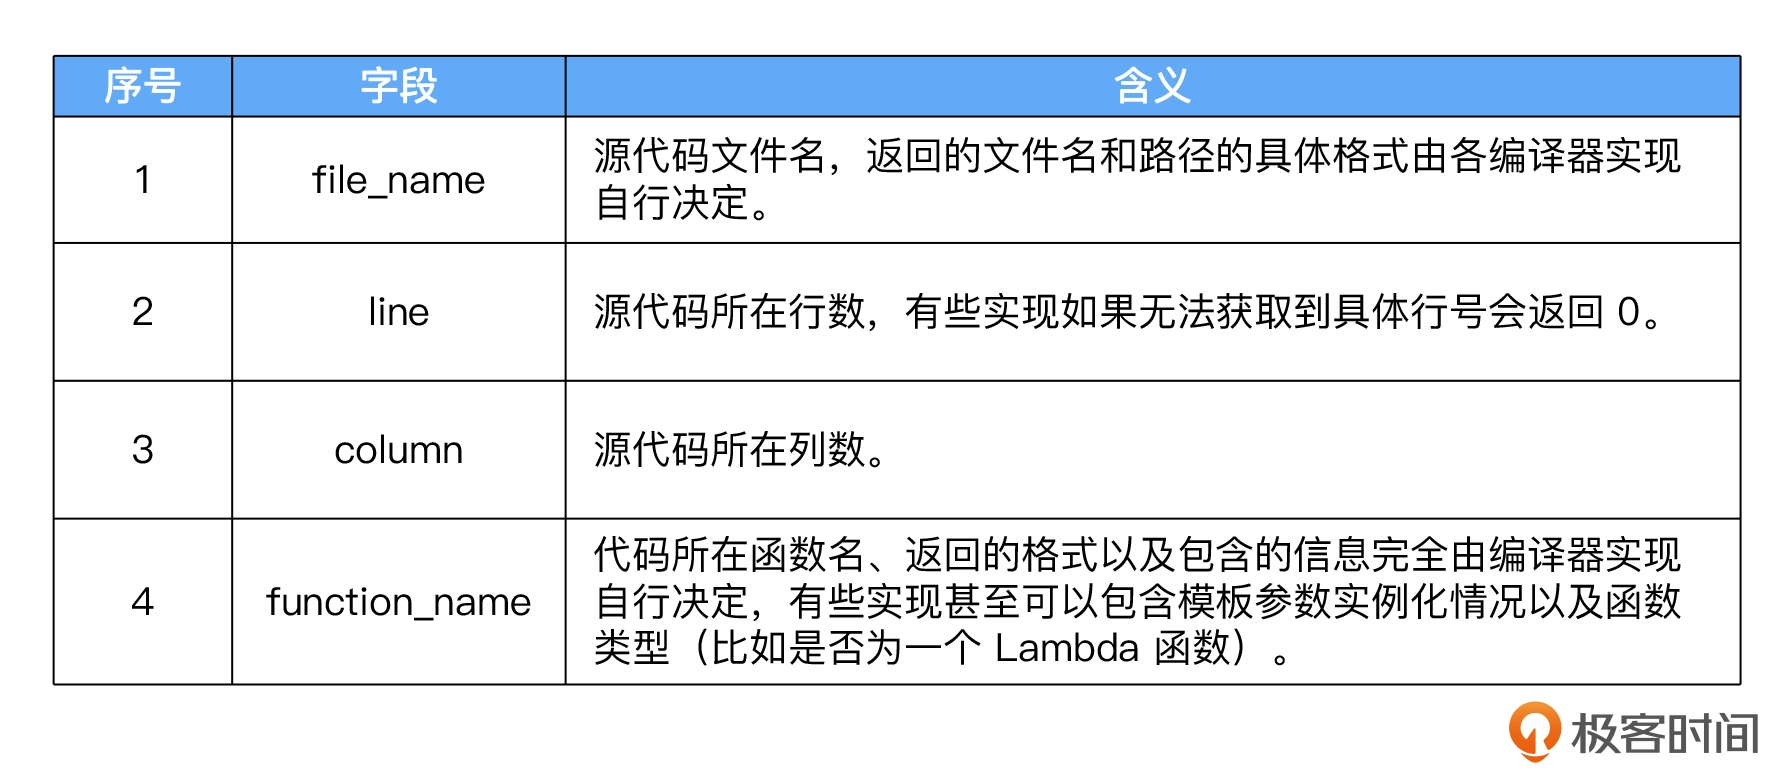 序号 字段 含义
1 file_name 源代码文件名，返回的文件名和路径的具体格式由各编译器实现
自行决定。
2 line 源代码所在行数，有些实现如果无法获取到具体行号会返回 0。
3 column 源代码所在列数。
4 function_name 代码所在函数名、返回的格式以及包含的信息完全由编译器实现
自行决定，有些实现甚至可以包含模板参数实例化情况以及函数
类型（比如是否为一个 Lambda 函数）。
极客时间